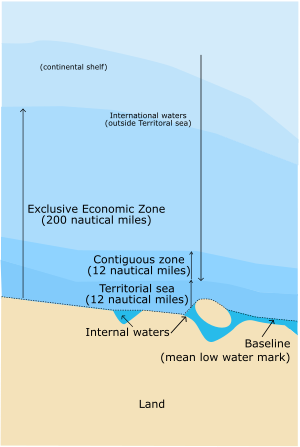 (continental shelf)
International waters
(outside Territoral sea)
Exclusive Economic Zone
(200 nautical miles)
Contiguous zone
(12 nautical miles)
Territorial sea
(12 nautical miles)
Internal waters
Baseline
(mean low water mark)
Land